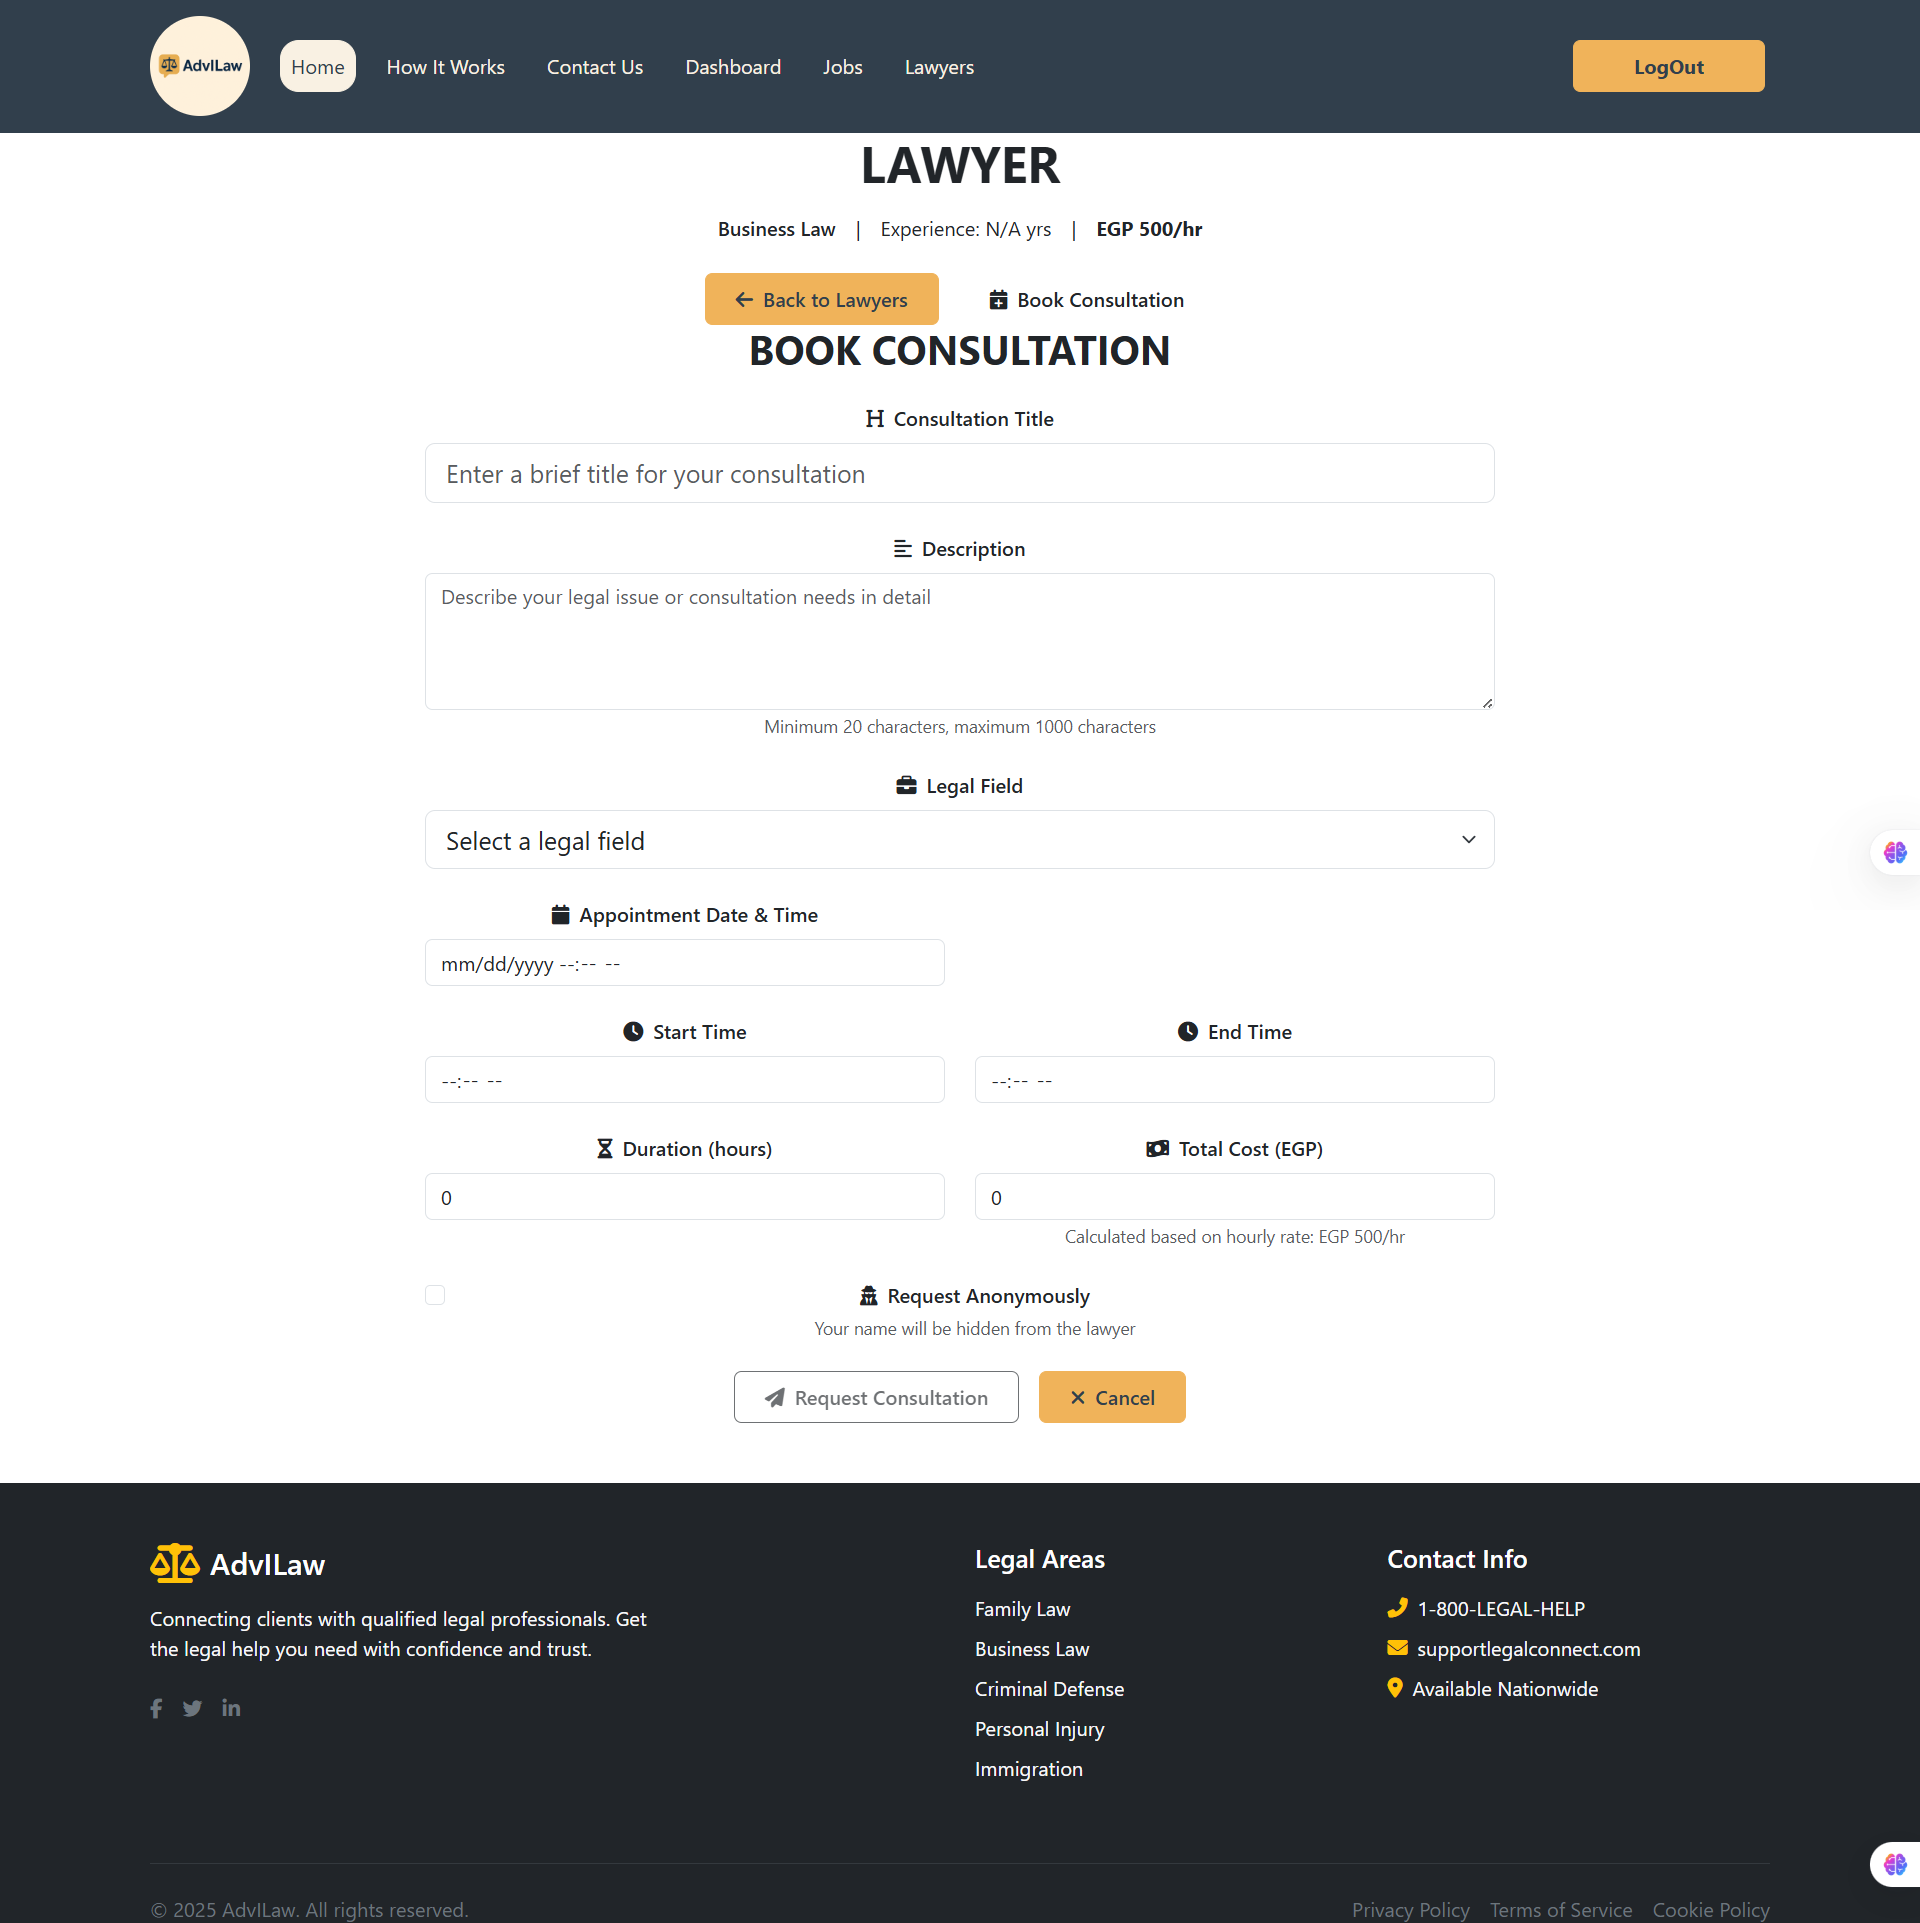 AdvILaw
Home
How It Works
Contact Us
Dashboard
Jobs
Lawyers
LogOut
LAWYER
Business Law | Experience: N/A yrs | EGP 500/hr
Back to Lawyers
Book Consultation
BOOK CONSULTATION
Consultation Title
Enter a brief title for your consultation
Description
Describe your legal issue or consultation needs in detail
Minimum 20 characters, maximum 1000 characters
Legal Field
Select a legal field
Appointment Date & Time
mm/dd/yyyy --:-- --
Start Time
End Time
--:-- --
--:-- --
Duration (hours)
Total Cost (EGP)
0
0
Calculated based on hourly rate: EGP 500/hr
Request Anonymously
Your name will be hidden from the lawyer
Request Consultation
Cancel
AdvILaw
Connecting clients with qualified legal professionals. Get
the legal help you need with confidence and trust.
Legal Areas
Family Law
Business Law
Criminal Defense
Personal Injury
Immigration
Contact Info
1-800-LEGAL-HELP
supportlegalconnect.com
Available Nationwide
© 2025 AdvILaw. All rights reserved.
Privacy Policy
Terms of Service
Cookie Policy